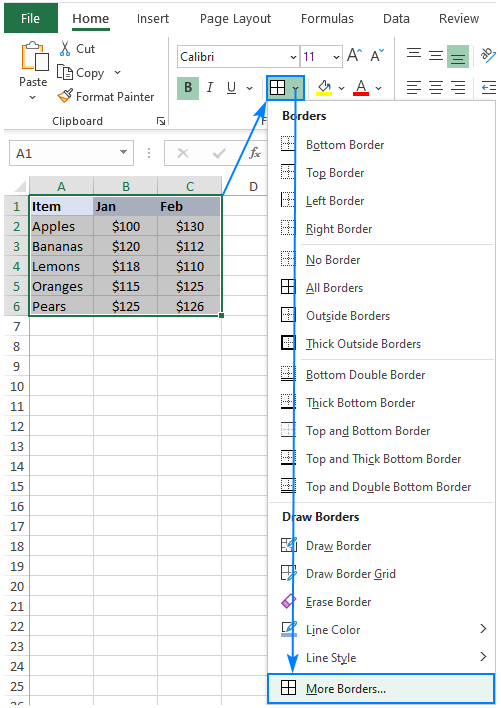 File Home Insert Page Layout Formulas Data Review
Paste
Cut
Copy
Format Painter
Clipboard
Calibri 11 A A
B I U A ab
Borders
Bottom Border
Top Border
Left Border
Right Border
No Border
All Borders
Outside Borders
Thick Outside Borders
Bottom Double Border
Thick Bottom Border
Top and Bottom Border
Top and Thick Bottom Border
Top and Double Bottom Border
Draw Borders
Draw Border
Draw Border Grid
Erase Border
Line Color
Line Style
More Borders...
A1 fx
A B C D
1 Item Jan Feb
2 Apples $100 $130
3 Bananas $120 $112
4 Lemons $118 $110
5 Oranges $115 $125
6 Pears $125 $126
7
8
9
10
11
12
13
14
15
16
17
18
19
20
21
22
23
24
25